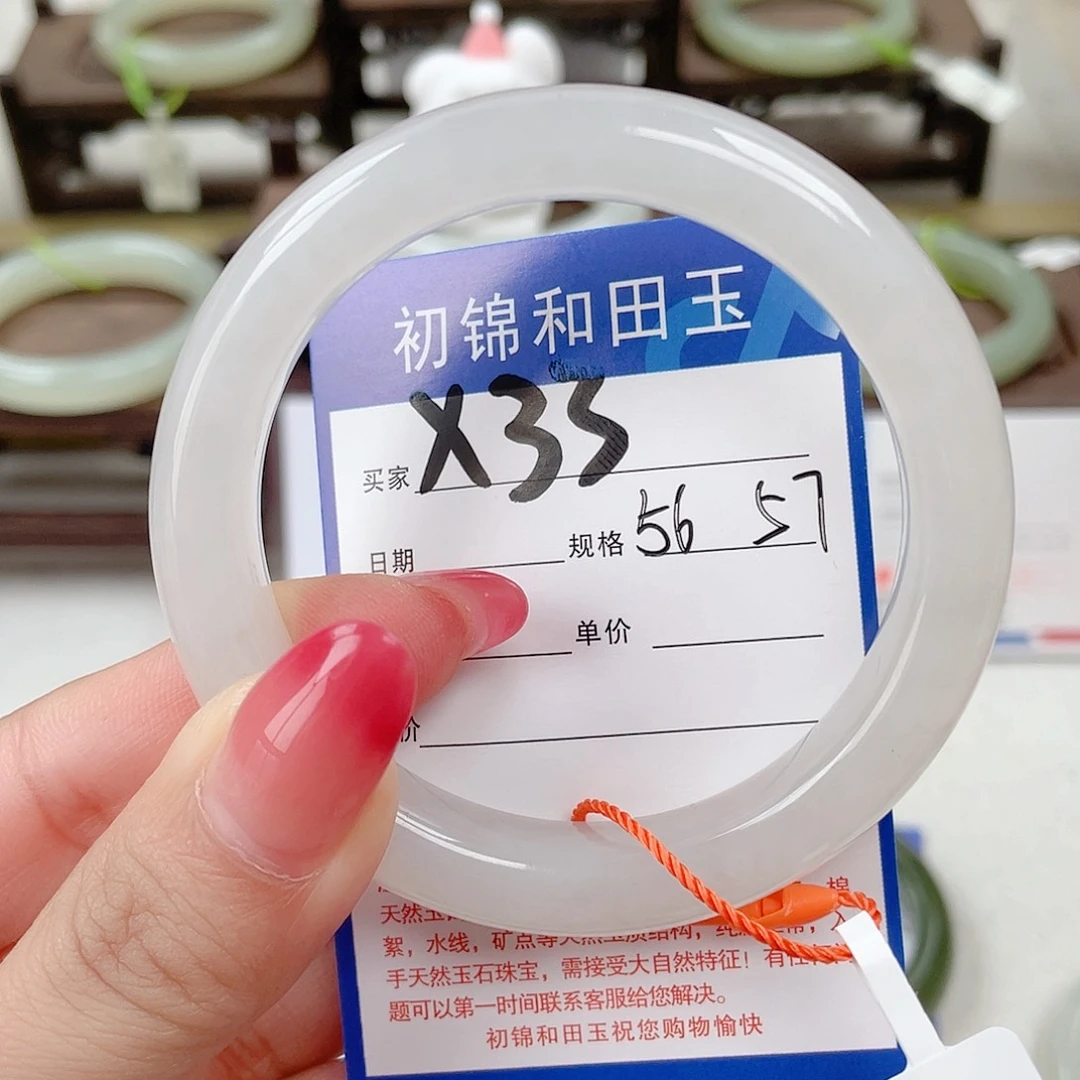 初锦和田玉
买家 X35
日期 规格 56 57
单价
价
棉
天然玉
絮，水线，矿点等天然玉质结构，
手天然玉石珠宝，需接受大自然特征！有任何
题可以第一时间联系客服给您解决。
初锦和田玉祝您购物愉快